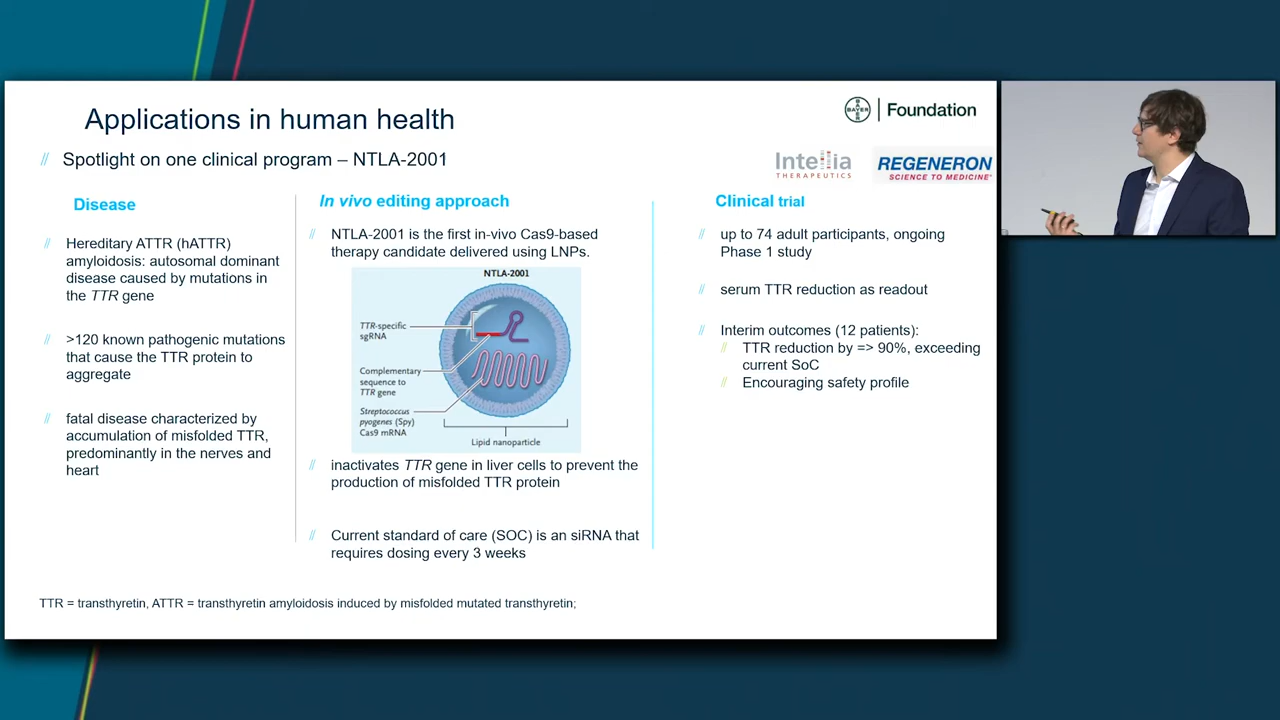 Applications in human health
BAYER
BAYER
Foundation
// Spotlight on one clinical program – NTLA-2001
Intellia
THERAPEUTICS
REGENERON
SCIENCE TO MEDICINE®
Disease
// Hereditary ATTR (hATTR)
amyloidosis: autosomal dominant
disease caused by mutations in
the TTR gene
// >120 known pathogenic mutations
that cause the TTR protein to
aggregate
// fatal disease characterized by
accumulation of misfolded TTR,
predominantly in the nerves and
heart
In vivo editing approach
// NTLA-2001 is the first in-vivo Cas9-based
therapy candidate delivered using LNPs.
NTLA-2001
TTR-specific
sgRNA
Complementary
sequence to
TTR gene
Streptococcus
pyogenes (Spy)
Cas9 mRNA
Lipid nanoparticle
// inactivates TTR gene in liver cells to prevent the
production of misfolded TTR protein
// Current standard of care (SOC) is an siRNA that
requires dosing every 3 weeks
Clinical trial
// up to 74 adult participants, ongoing
Phase 1 study
// serum TTR reduction as readout
// Interim outcomes (12 patients):
// TTR reduction by => 90%, exceeding
current SoC
// Encouraging safety profile
TTR = transthyretin, ATTR = transthyretin amyloidosis induced by misfolded mutated transthyretin;